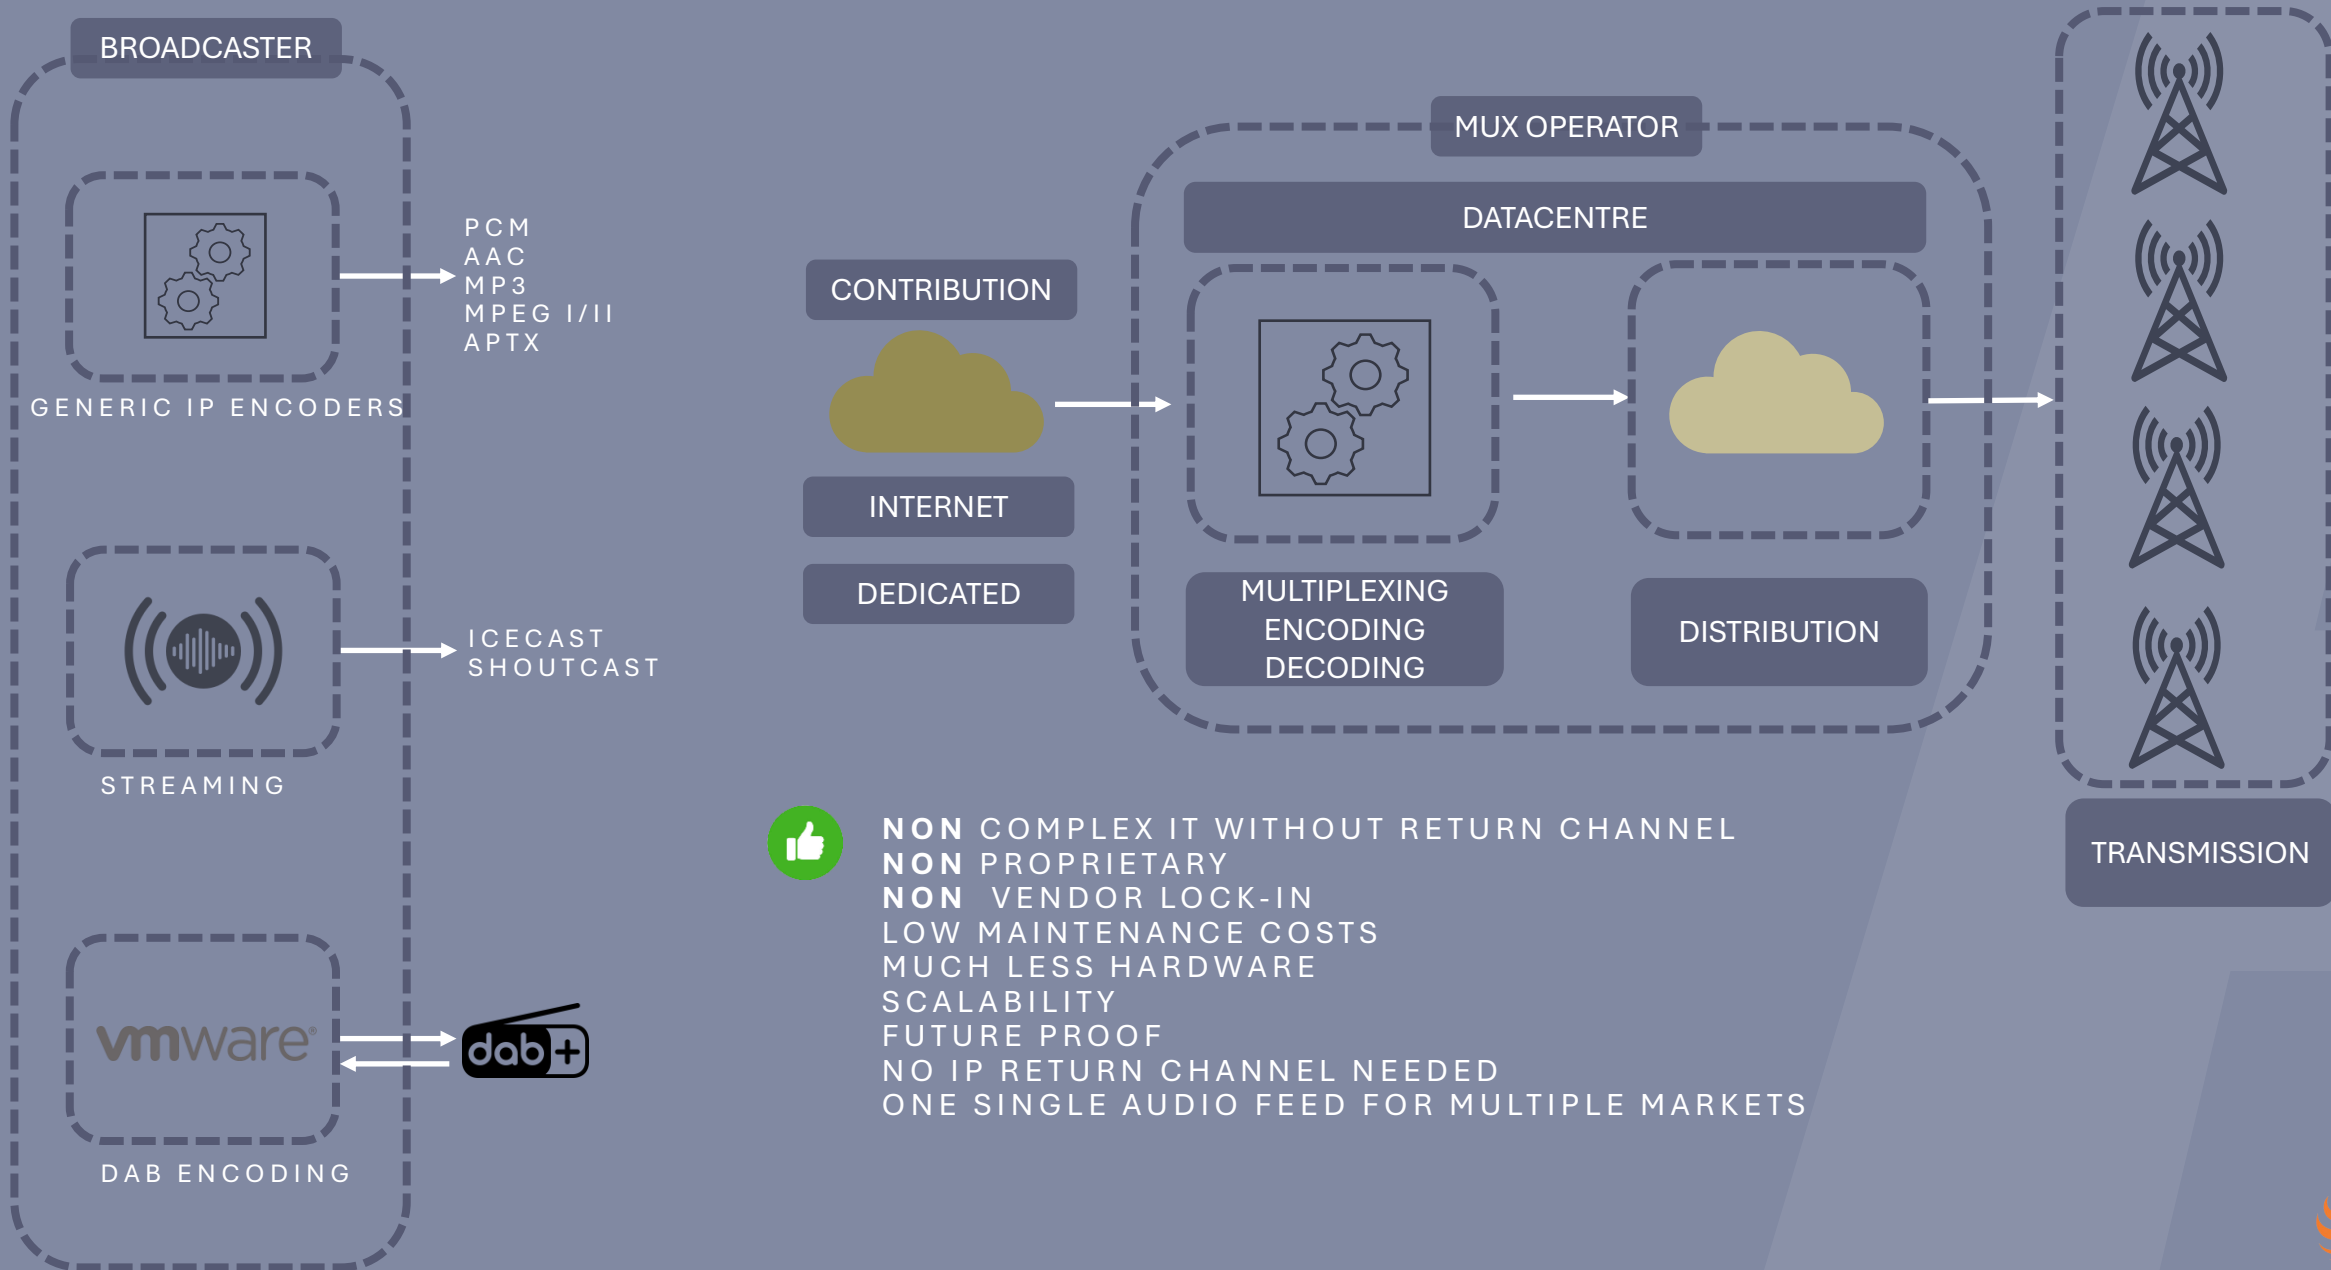 BROADCASTER
PCM
AAC
MP3
MPEG I/II
APTX
GENERIC IP ENCODERS
ICECAST
SHOUTCAST
STREAMING
vmware®
dab+
DAB ENCODING
CONTRIBUTION
INTERNET
DEDICATED
MUX OPERATOR
DATACENTRE
MULTIPLEXING
ENCODING
DECODING
DISTRIBUTION
TRANSMISSION
NON COMPLEX IT WITHOUT RETURN CHANNEL
NON PROPRIETARY
NON VENDOR LOCK-IN
LOW MAINTENANCE COSTS
MUCH LESS HARDWARE
SCALABILITY
FUTURE PROOF
NO IP RETURN CHANNEL NEEDED
ONE SINGLE AUDIO FEED FOR MULTIPLE MARKETS